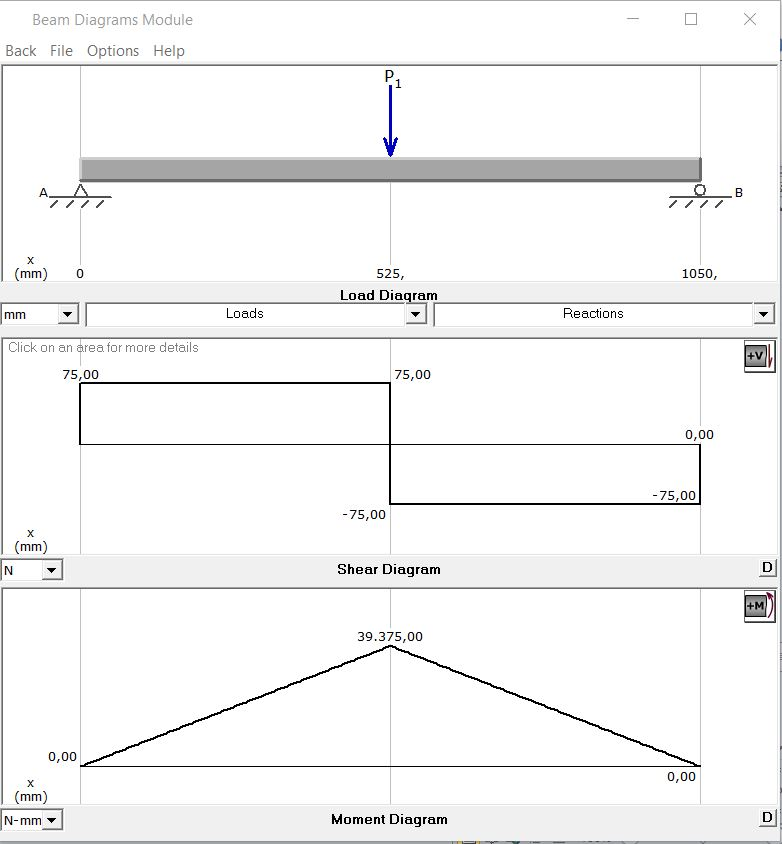 Beam Diagrams Module
Back File Options Help
P1
A
B
x
(mm) 0 525, 1050,
Load Diagram
mm Loads Reactions
Click on an area for more details
+V
75,00 75,00
0,00
-75,00
-75,00
x
(mm)
N Shear Diagram D
+M
39.375,00
0,00
0,00
x
(mm)
N-mm Moment Diagram D